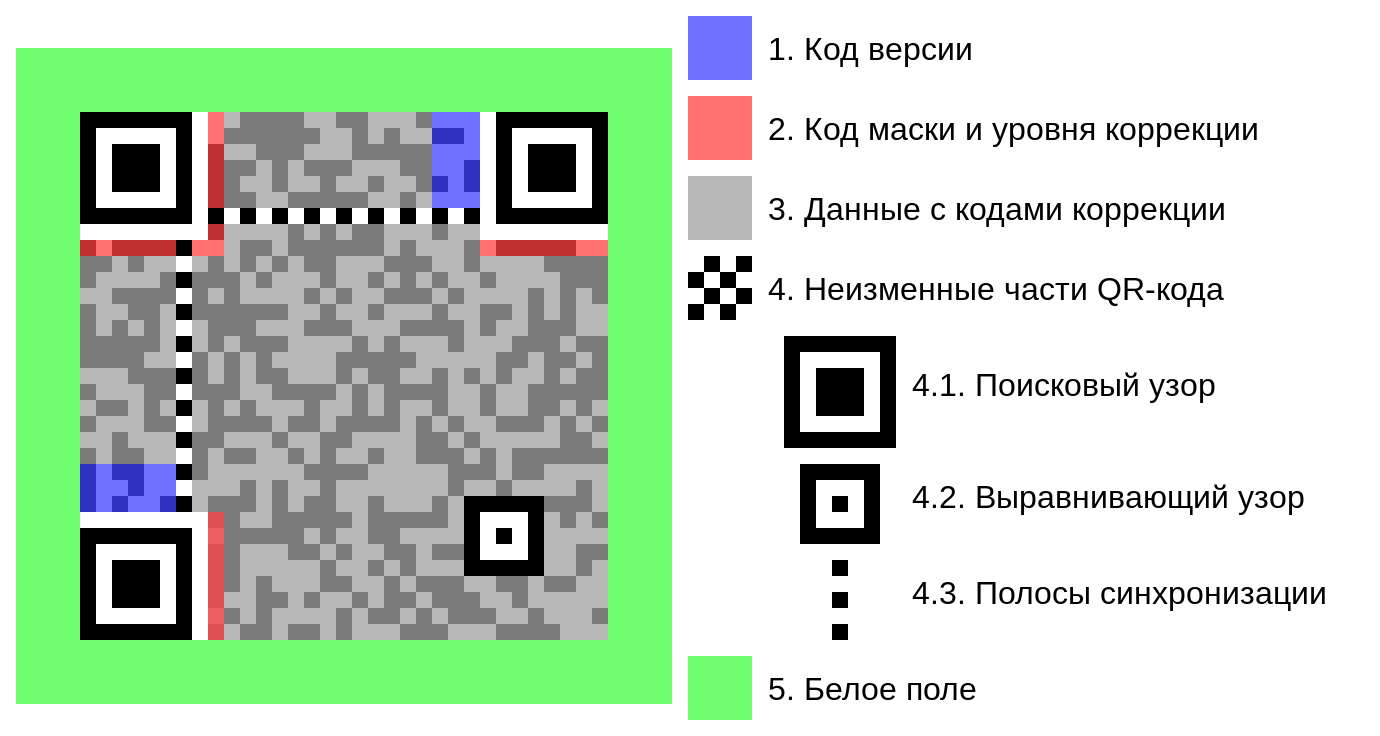 1. Код версии
2. Код маски и уровня коррекции
3. Данные с кодами коррекции
4. Неизменные части QR-кода
4.1. Поисковый узор
4.2. Выравнивающий узор
4.3. Полосы синхронизации
5. Белое поле